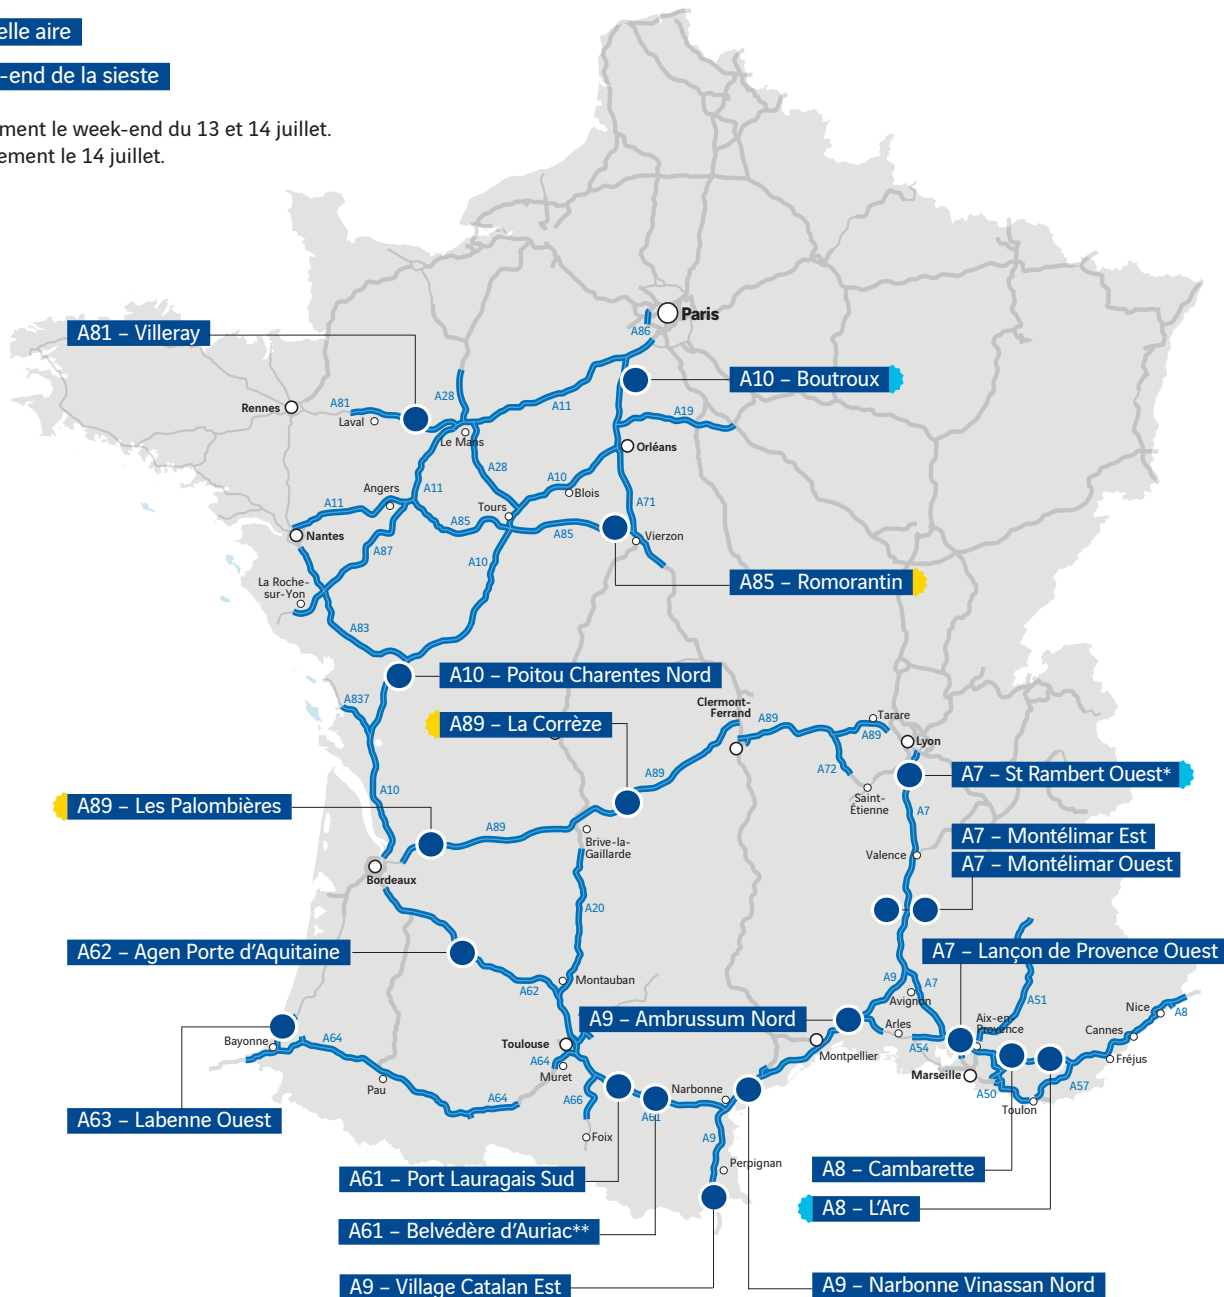 elle aire
-end de la sieste
ment le week-end du 13 et 14 juillet.
ement le 14 juillet.
Paris
A86
A81 – Villeray
A10 – Boutroux
A28
A11
A19
Rennes
A81
Laval
Le Mans
Orléans
A28
A10
Blois
Angers
A11
A11
Tours
A71
A85
A85
Nantes
A87
Vierzon
A10
La Roche-
sur-Yon
A85 – Romorantin
A83
A10 – Poitou Charentes Nord
A837
Clermont-
Ferrand
A89
Tarare
A89
Lyon
A89 – La Corrèze
A72
A89
A7 – St Rambert Ouest*
Saint-
Étienne
A10
A89 – Les Palombières
A7
A89
Brive-la-
Gaillarde
A7 – Montélimar Est
Valence
A7 – Montélimar Ouest
Bordeaux
A20
A62 – Agen Porte d’Aquitaine
A7 – Lançon de Provence Ouest
Montauban
A62
A9
A7
Avignon
A51
Nice
A8
A9 – Ambrussum Nord
Arles
Aix-en
Provence
Cannes
Bayonne
A64
Toulouse
A54
Montpellier
A64
Muret
Fréjus
Marseille
A57
Pau
A50
Toulon
A64
A66
Narbonne
A61
A63 – Labenne Ouest
Foix
A9
Perpignan
A61 – Port Lauragais Sud
A8 – Cambarette
A8 – L’Arc
A61 – Belvédère d’Auriac**
A9 – Village Catalan Est
A9 – Narbonne Vinassan Nord